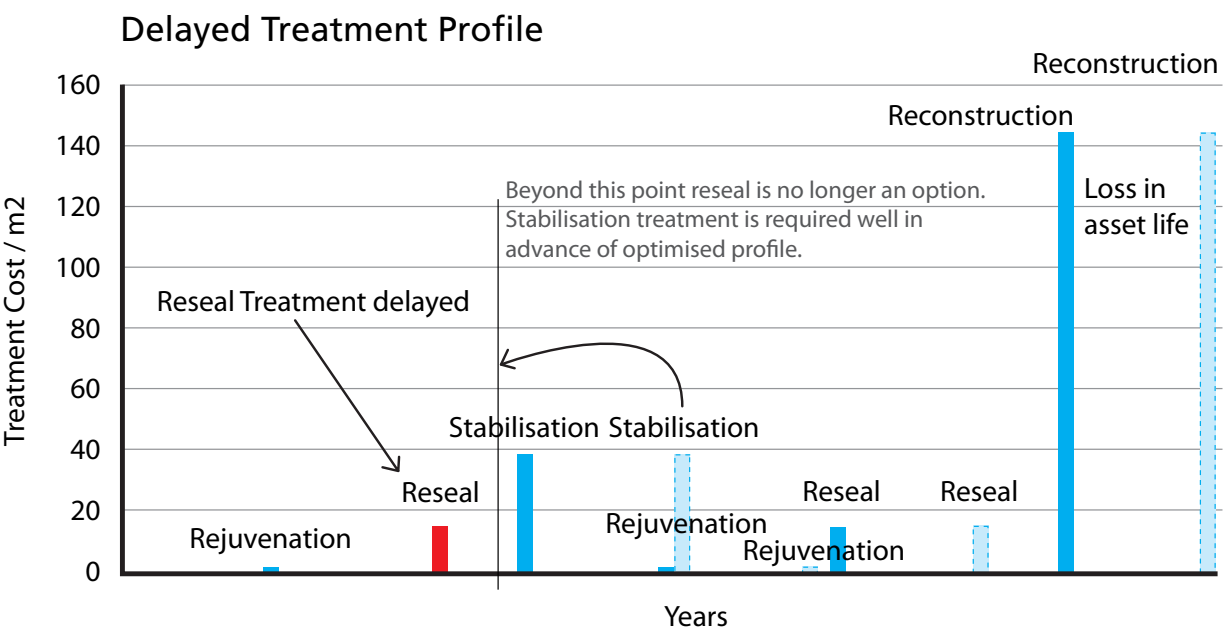 Delayed Treatment Profile
Reconstruction
160
Reconstruction
140
Beyond this point reseal is no longer an option.
Stabilisation treatment is required well in
advance of optimised profile.
Loss in
asset life
120
100
Treatment Cost / m2
Reseal Treatment delayed
80
60
Stabilisation
Stabilisation
40
Reseal
Reseal
Reseal
20
Rejuvenation
Rejuvenation
Rejuvenation
0
Years